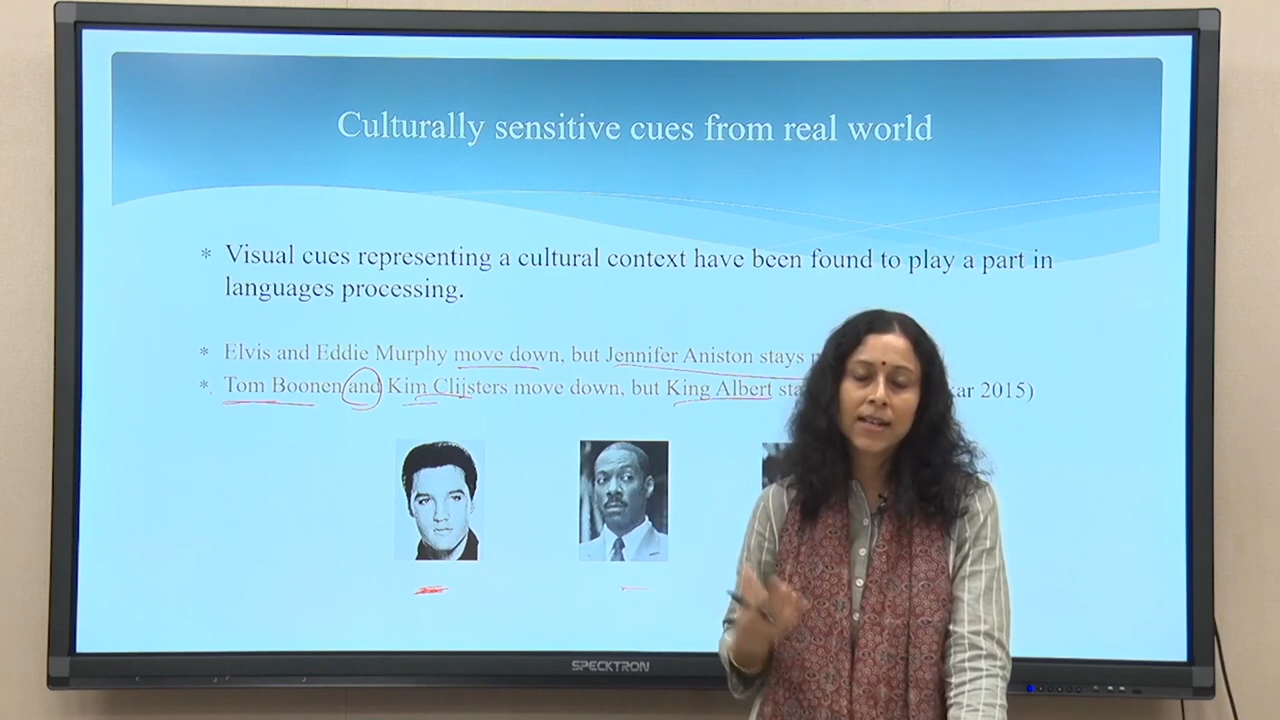 Culturally sensitive cues from real world
* Visual cues representing a cultural context have been found to play a part in
languages processing.
* Elvis and Eddie Murphy move down, but Jennifer Aniston stays
* Tom Boonen and Kim Clijsters move down, but King Albert 2015)
SPECKTRON